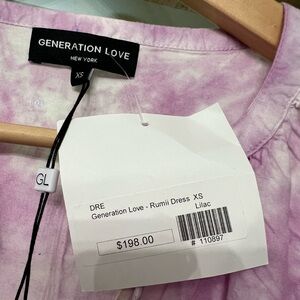 GENERATION LOVE
NEW YORK
XS
GL
DRE
Generation Love - Rumii Dress XS
Lilac
$198.00
# 110897